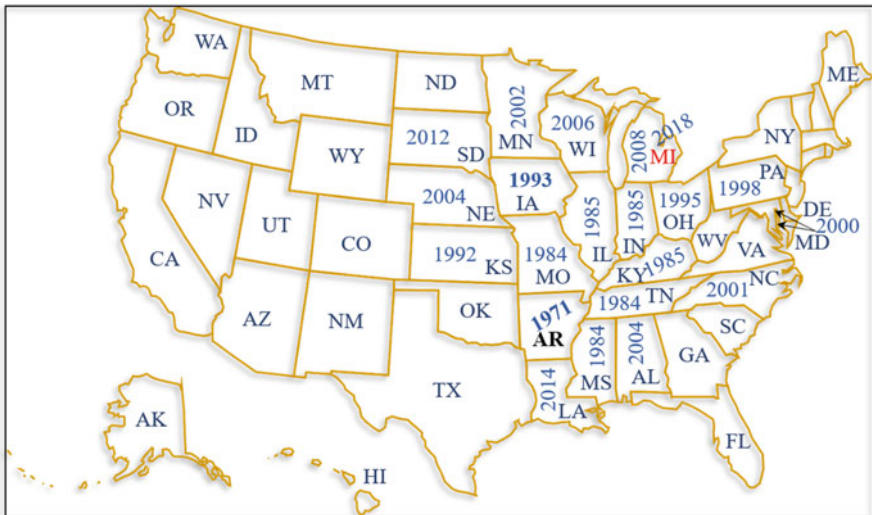 WA
MT
ND
ME
OR
ID
WY
2012
SD
2002
MN
2006
WI
2008
2018
MI
NY
PA
1998
NV
UT
CO
2004
NE
1993
IA
1985
IL
1985
IN
1995
OH
DE
2000
MD
WV
VA
CA
1992
KS
1984
MO
KY
1985
NC
2001
AZ
NM
OK
1971
AR
1984
TN
SC
TX
2014
LA
1984
MS
2004
AL
GA
AK
HI
FL